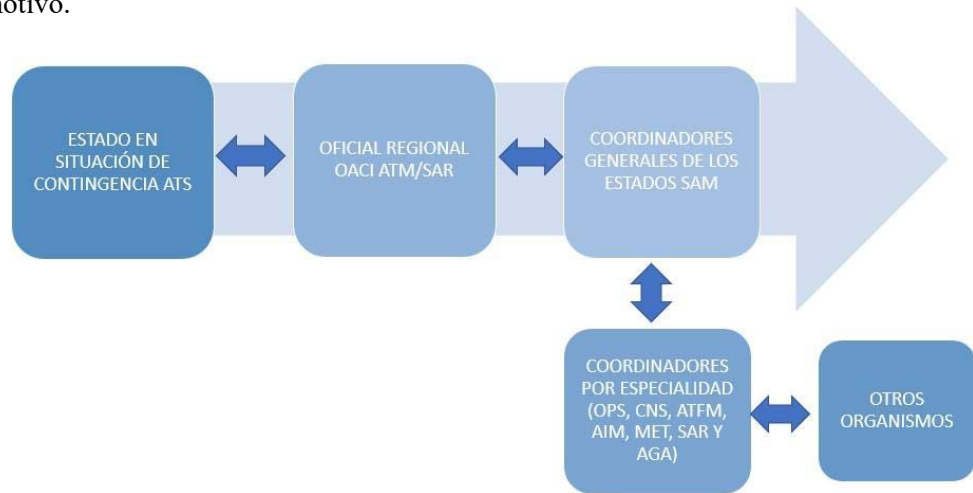 ESTADO EN
SITUACIÓN DE
CONTINGENCIA ATS
OFICIAL REGIONAL
OACI ATM/SAR
COORDINADORES
GENERALES DE LOS
ESTADOS SAM
COORDINADORES
POR ESPECIALIDAD
(OPS, CNS, ATFM,
AIM, MET, SAR Y
AGA)
OTROS
ORGANISMOS